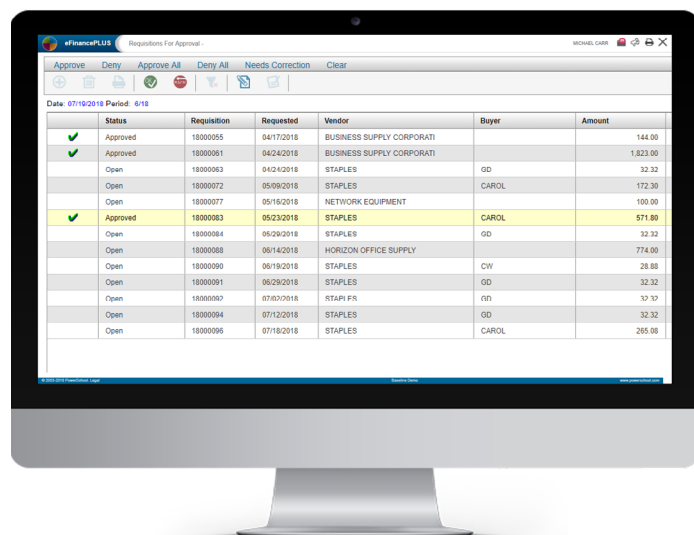 eFinancePLUS Requisitions For Approval - MICHAEL CARR
Approve Deny Approve All Deny All Needs Correction Clear
Date: 07/19/2018 Period: 6/18
Status Requisition Requested Vendor Buyer Amount
Approved 18000055 04/17/2018 BUSINESS SUPPLY CORPORATI 144.00
Approved 18000061 04/24/2018 BUSINESS SUPPLY CORPORATI 1,823.00
Open 18000063 04/24/2018 STAPLES GD 32.32
Open 18000072 05/09/2018 STAPLES CAROL 172.30
Open 18000077 05/16/2018 NETWORK EQUIPMENT 100.00
Approved 18000083 05/23/2018 STAPLES CAROL 571.80
Open 18000084 05/29/2018 STAPLES GD 32.32
Open 18000088 06/14/2018 HORIZON OFFICE SUPPLY 774.00
Open 18000090 06/19/2018 STAPLES CW 28.88
Open 18000091 06/29/2018 STAPLES GD 32.32
Open 18000092 07/02/2018 STAPLES GD 32.32
Open 18000094 07/12/2018 STAPLES GD 32.32
Open 18000096 07/18/2018 STAPLES CAROL 265.08
PowerSchool. Legal Baseline Demo www.powerschool.com